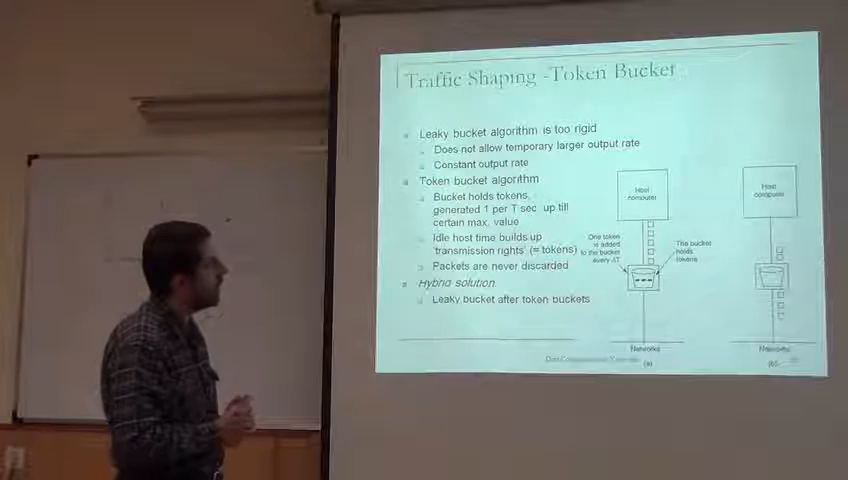 Traffic Shaping -Token Bucket
Leaky bucket algorithm is too rigid
Does not allow temporary larger output rate
Constant output rate
Token bucket algorithm
Bucket holds tokens,
generated 1 per T sec up till
certain max. value
Idle host time builds up
'transmission rights' (= tokens)
Packets are never discarded
Hybrid solution
Leaky bucket after token buckets
Host
computer
One token
is added
to the bucket
every ΔT
The bucket
holds
tokens
Networks
(a)
Host
computer
Networks
(b)